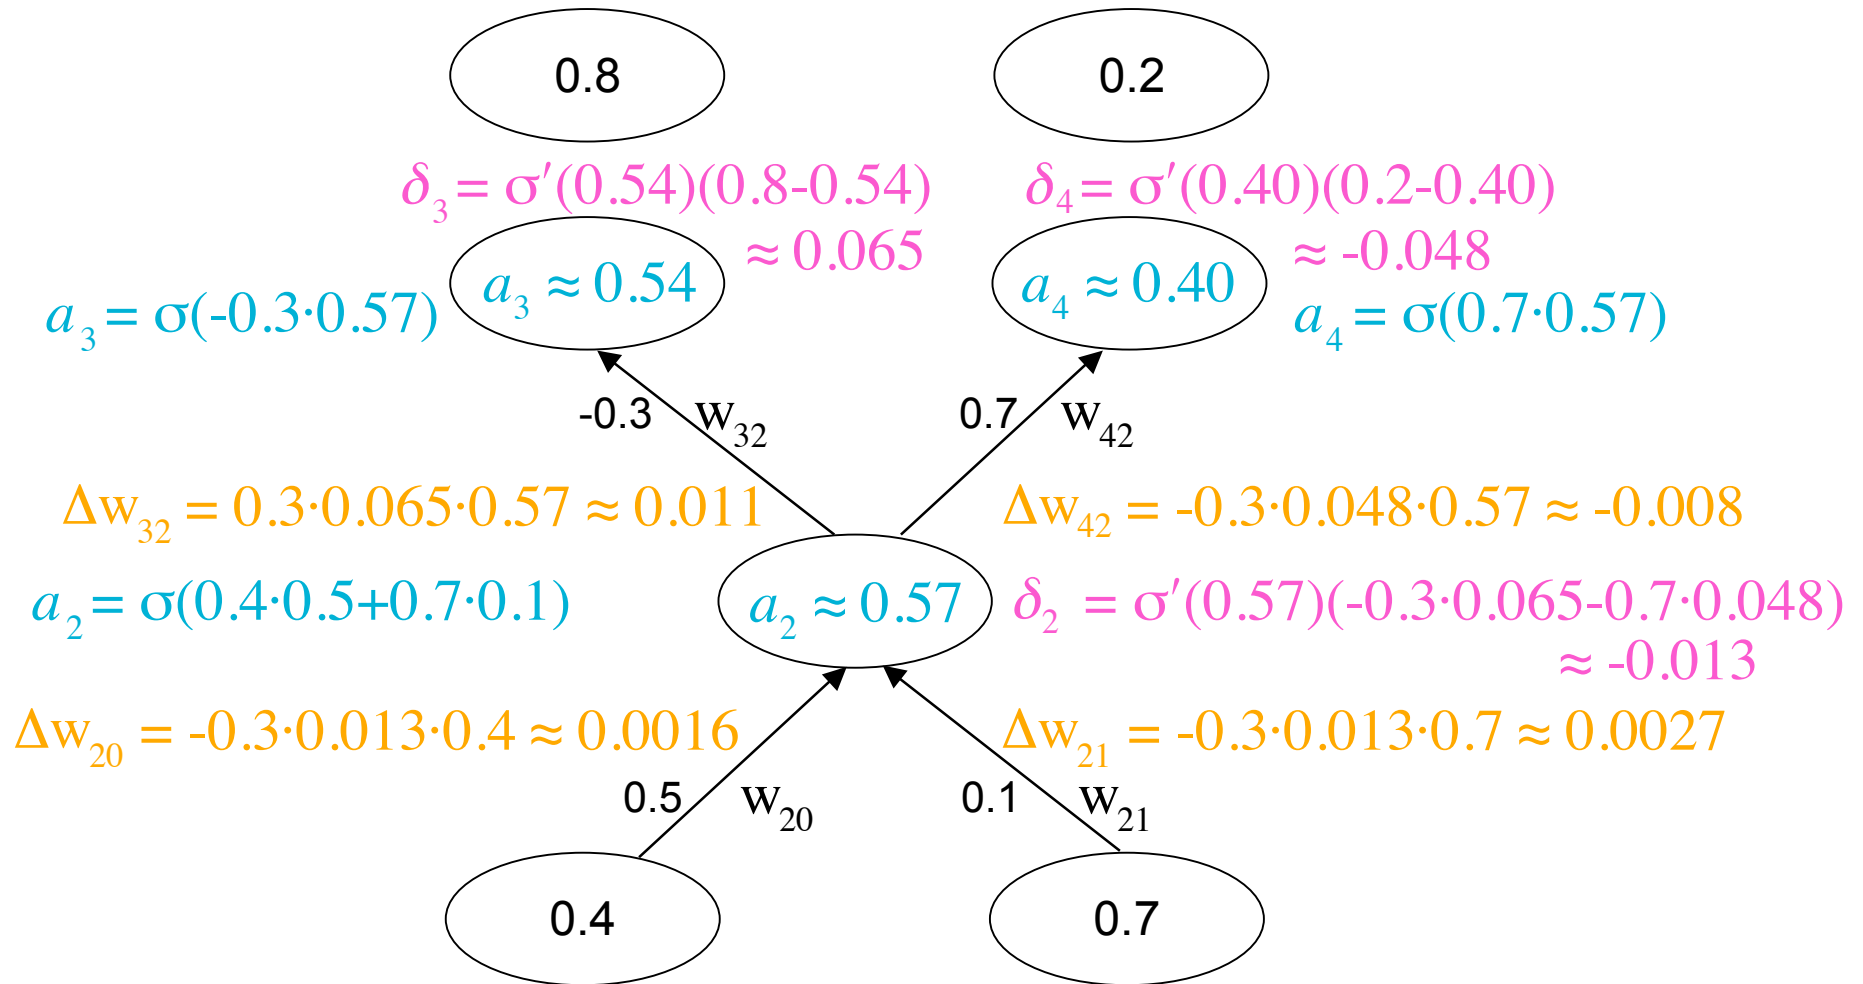 0.8 0.2
δ₃ = σ′(0.54)(0.8-0.54) δ₄ = σ′(0.40)(0.2-0.40)
≈ 0.065 ≈ -0.048
a₃ ≈ 0.54 a₄ ≈ 0.40
a₃ = σ(-0.3·0.57) a₄ = σ(0.7·0.57)
-0.3 w₃₂ 0.7 w₄₂
Δw₃₂ = 0.3·0.065·0.57 ≈ 0.011 Δw₄₂ = -0.3·0.048·0.57 ≈ -0.008
a₂ = σ(0.4·0.5+0.7·0.1) a₂ ≈ 0.57 δ₂ = σ′(0.57)(-0.3·0.065-0.7·0.048)
≈ -0.013
Δw₂₀ = -0.3·0.013·0.4 ≈ 0.0016 Δw₂₁ = -0.3·0.013·0.7 ≈ 0.0027
0.5 w₂₀ 0.1 w₂₁
0.4 0.7